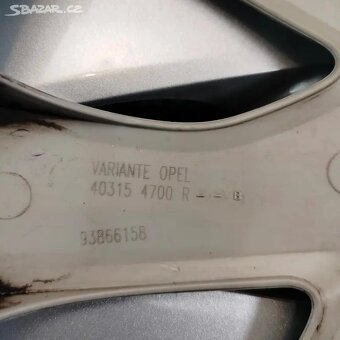 SBAZAR.CZ
VARIANTE OPEL
40315 4700 R - - B
93866158